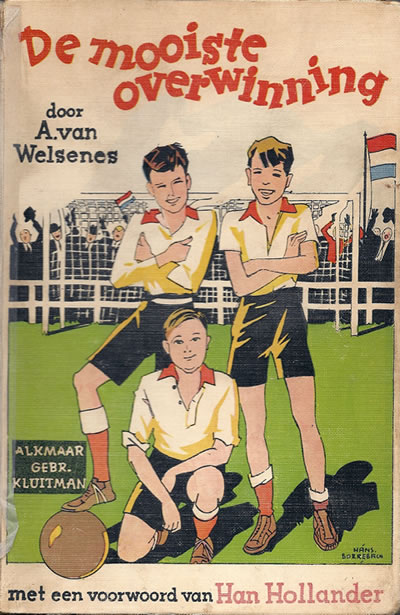 De mooiste
overwinning
door
A. van
Welsenes
ALKMAAR
GEBR.
KLUITMAN
HANS.
BORREBACH
met een voorwoord van Han Hollander